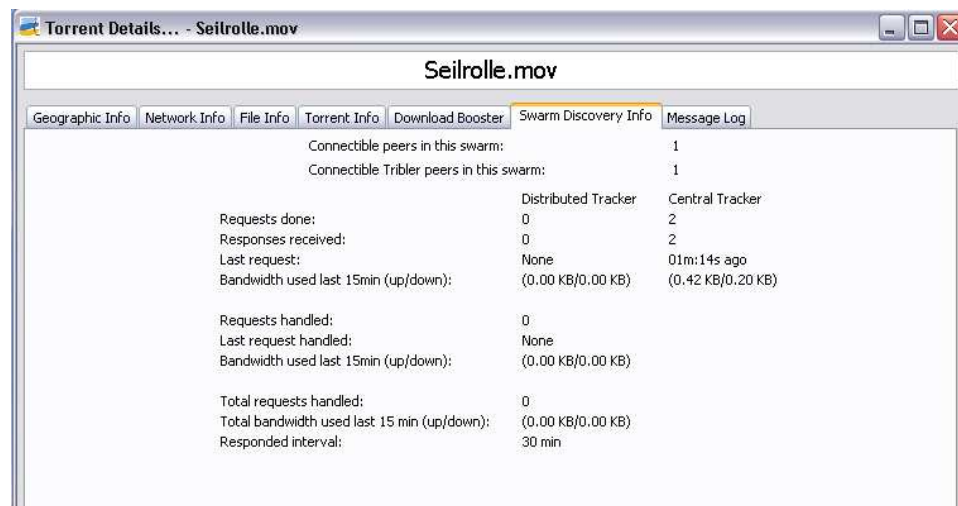 Torrent Details... - Seilrolle.mov
Seilrolle.mov
Geographic Info Network Info File Info Torrent Info Download Booster Swarm Discovery Info Message Log
Connectible peers in this swarm: 1
Connectible Tribler peers in this swarm: 1
Distributed Tracker Central Tracker
Requests done: 0 2
Responses received: 0 2
Last request: None 01m:14s ago
Bandwidth used last 15min (up/down): (0.00 KB/0.00 KB) (0.42 KB/0.20 KB)
Requests handled: 0
Last request handled: None
Bandwidth used last 15min (up/down): (0.00 KB/0.00 KB)
Total requests handled: 0
Total bandwidth used last 15 min (up/down): (0.00 KB/0.00 KB)
Responded interval: 30 min